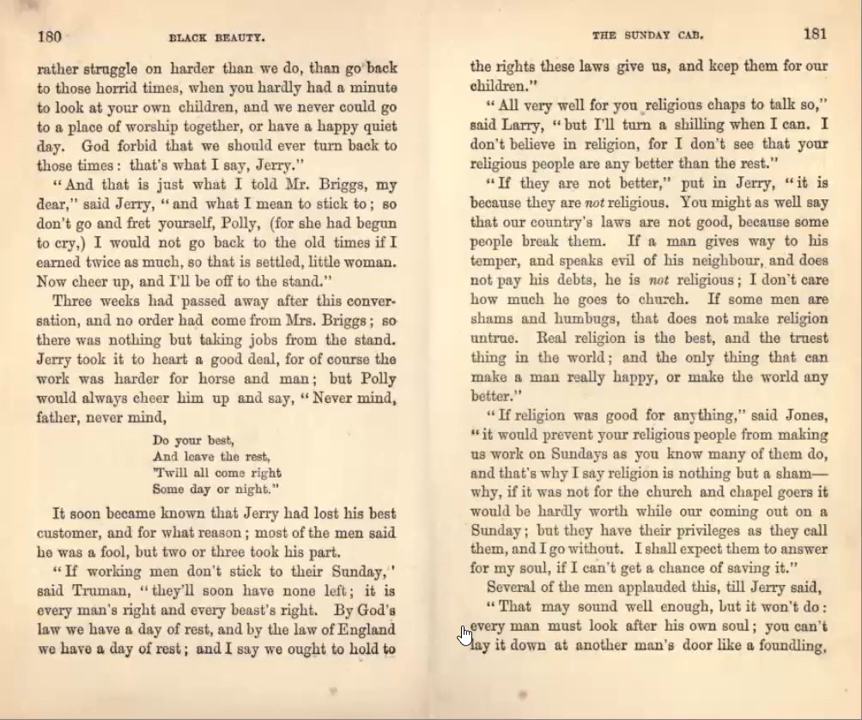 180 BLACK BEAUTY.
rather struggle on harder than we do, than go back
to those horrid times, when you hardly had a minute
to look at your own children, and we never could go
to a place of worship together, or have a happy quiet
day. God forbid that we should ever turn back to
those times: that's what I say, Jerry."
"And that is just what I told Mr. Briggs, my
dear," said Jerry, "and what I mean to stick to; so
don't go and fret yourself, Polly, (for she had begun
to cry,) I would not go back to the old times if I
earned twice as much, so that is settled, little woman.
Now cheer up, and I'll be off to the stand."
Three weeks had passed away after this conver-
sation, and no order had come from Mrs. Briggs; so
there was nothing but taking jobs from the stand.
Jerry took it to heart a good deal, for of course the
work was harder for horse and man; but Polly
would always cheer him up and say, "Never mind,
father, never mind,
Do your best,
And leave the rest,
'Twill all come right
Some day or night."
It soon became known that Jerry had lost his best
customer, and for what reason; most of the men said
he was a fool, but two or three took his part.
"If working men don't stick to their Sunday,"
said Truman, "they'll soon have none left; it is
every man's right and every beast's right. By God's
law we have a day of rest, and by the law of England
we have a day of rest; and I say we ought to hold to
THE SUNDAY CAB. 181
the rights these laws give us, and keep them for our
children."
"All very well for you religious chaps to talk so,"
said Larry, "but I'll turn a shilling when I can. I
don't believe in religion, for I don't see that your
religious people are any better than the rest."
"If they are not better," put in Jerry, "it is
because they are not religious. You might as well say
that our country's laws are not good, because some
people break them. If a man gives way to his
temper, and speaks evil of his neighbour, and does
not pay his debts, he is not religious; I don't care
how much he goes to church. If some men are
shams and humbugs, that does not make religion
untrue. Real religion is the best, and the truest
thing in the world; and the only thing that can
make a man really happy, or make the world any
better."
"If religion was good for anything," said Jones,
"it would prevent your religious people from making
us work on Sundays as you know many of them do,
and that's why I say religion is nothing but a sham—
why, if it was not for the church and chapel goers it
would be hardly worth while our coming out on a
Sunday; but they have their privileges as they call
them, and I go without. I shall expect them to answer
for my soul, if I can't get a chance of saving it."
Several of the men applauded this, till Jerry said,
"That may sound well enough, but it won't do:
every man must look after his own soul; you can't
lay it down at another man's door like a foundling,